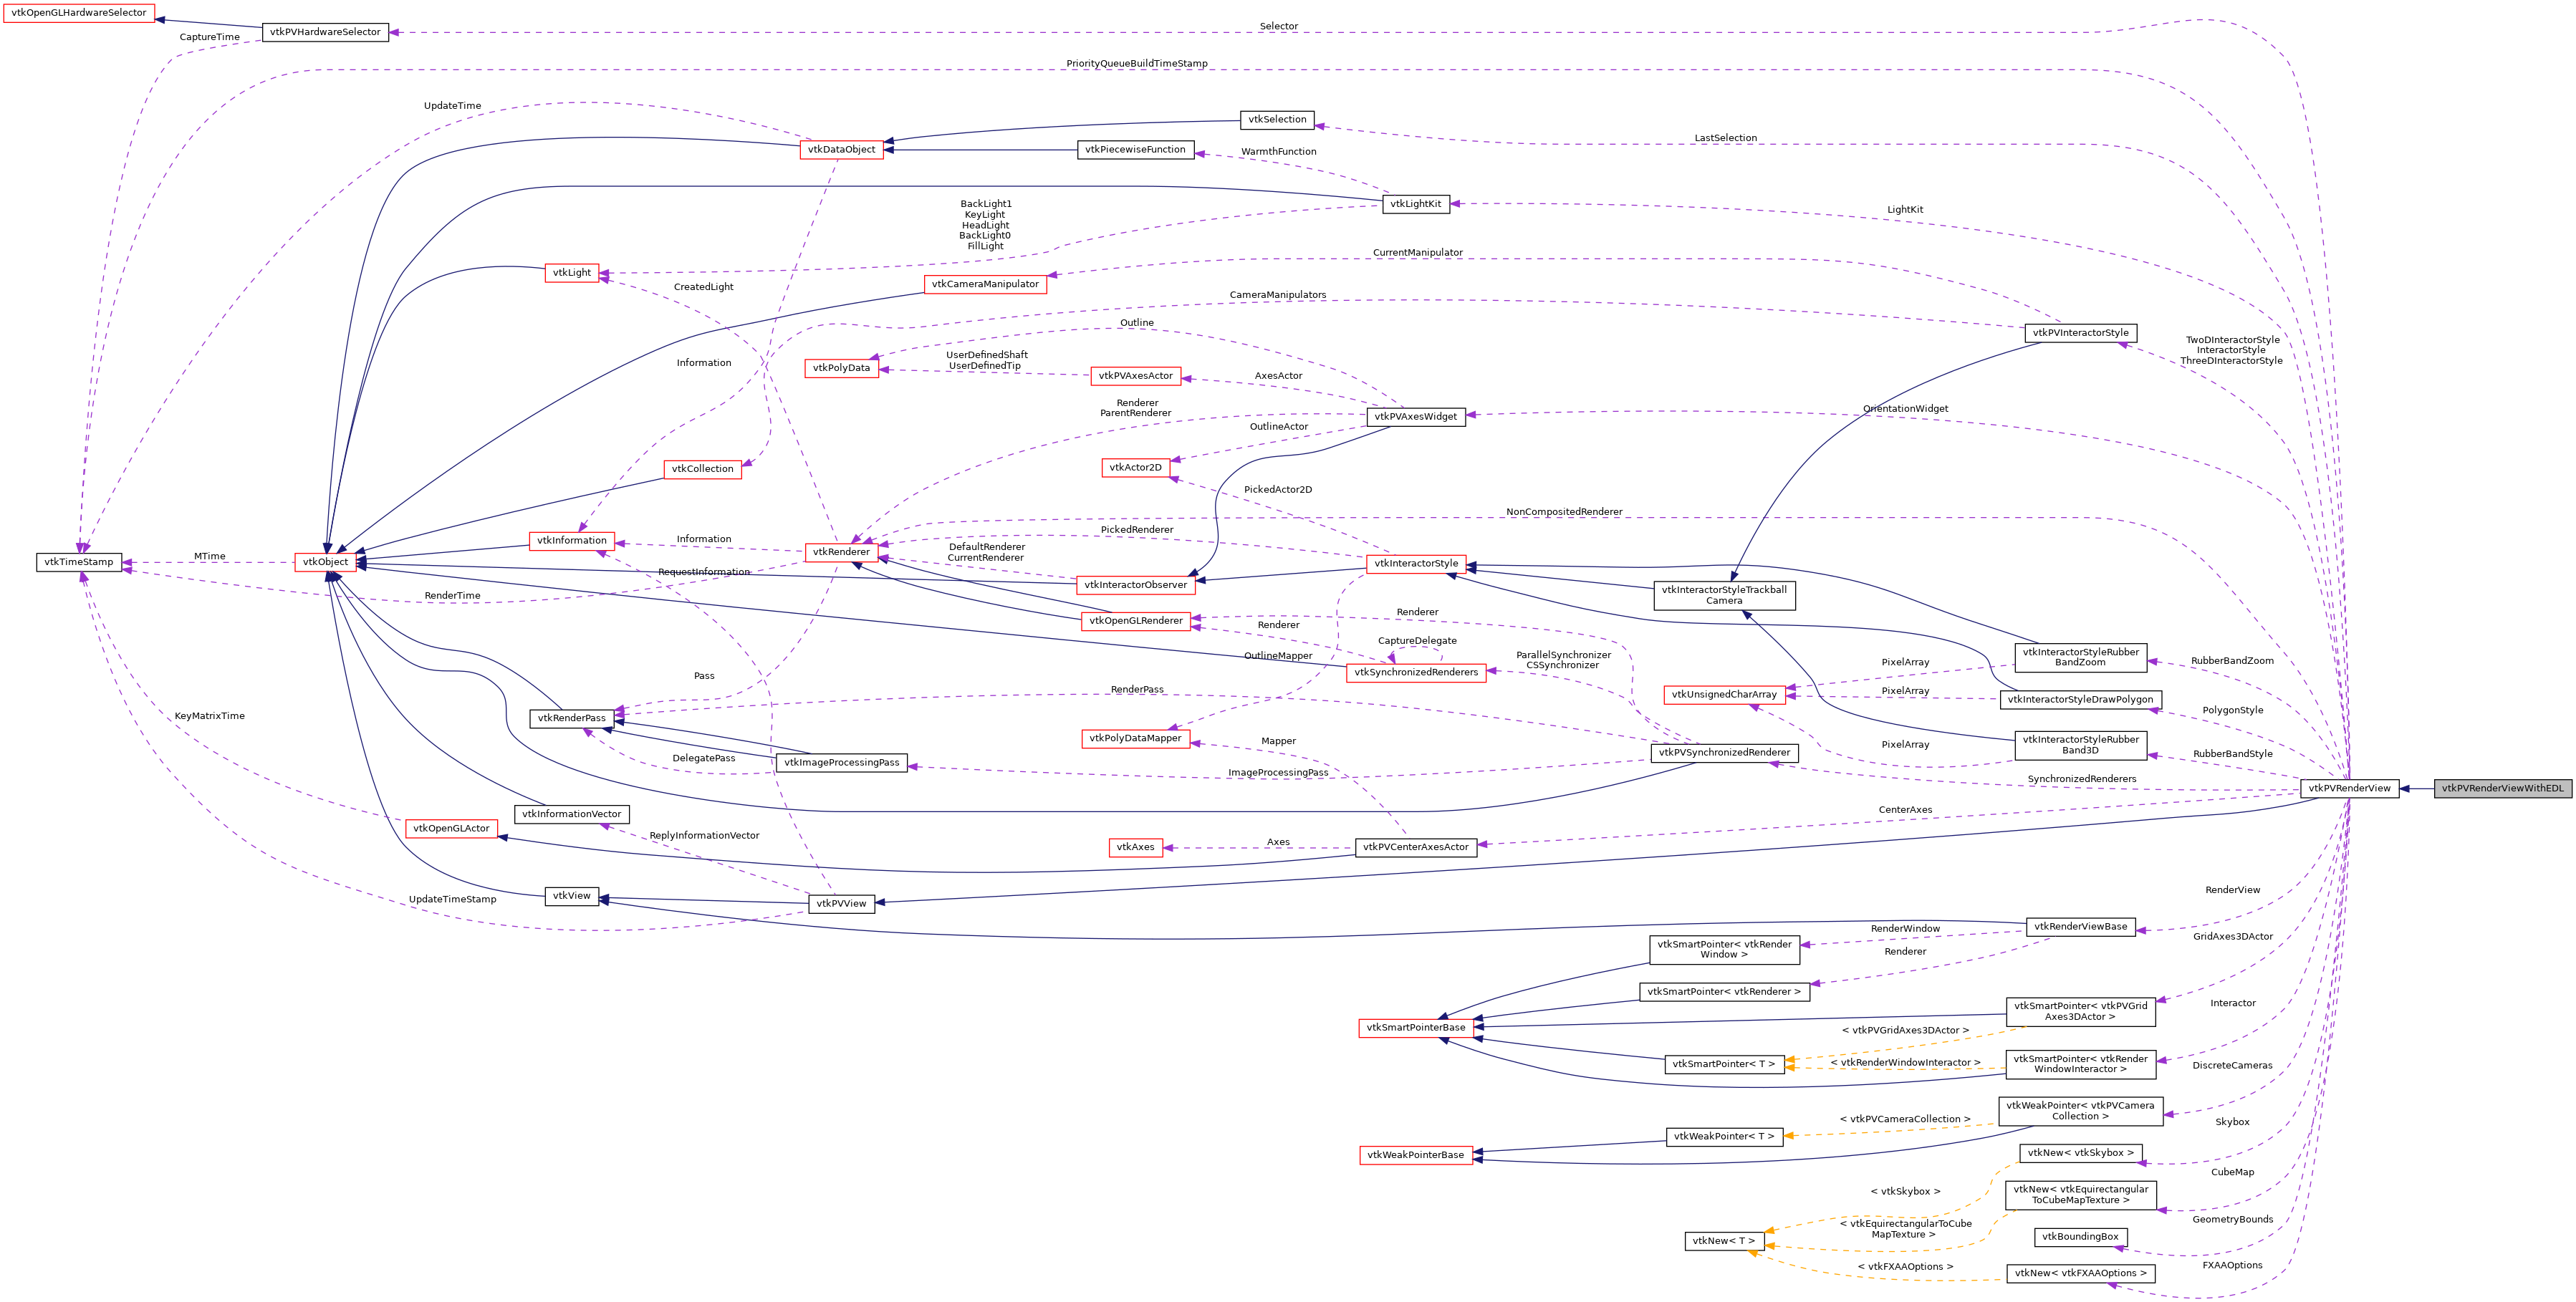 vtkOpenGLHardwareSelector
Selector
vtkPVHardwareSelector
CaptureTime
PriorityQueueBuildTimeStamp
UpdateTime
vtkSelection
LastSelection
vtkDataObject
vtkPiecewiseFunction
WarmthFunction
BackLight1
KeyLight
HeadLight
BackLight0
FillLight
vtkLightKit
LightKit
CurrentManipulator
vtkLight
vtkCameraManipulator
CreatedLight
CameraManipulators
Outline
vtkPVInteractorStyle
TwoDInteractorStyle
InteractorStyle
ThreeDInteractorStyle
Information
vtkPolyData
UserDefinedShaft
UserDefinedTip
vtkPVAxesActor
AxesActor
Renderer
ParentRenderer
vtkPVAxesWidget
OrientationWidget
OutlineActor
vtkCollection
vtkActor2D
PickedActor2D
NonCompositedRenderer
PickedRenderer
vtkInformation
Information
vtkRenderer
DefaultRenderer
CurrentRenderer
vtkTimeStamp
MTime
vtkObject
vtkInteractorStyle
RequestInformation
vtkInteractorObserver
vtkInteractorStyleTrackball
Camera
RenderTime
Renderer
vtkOpenGLRenderer
Renderer
CaptureDelegate
OutlineMapper
ParallelSynchronizer
CSSynchronizer
vtkSynchronizedRenderers
vtkInteractorStyleRubber
BandZoom
PixelArray
RubberBandZoom
Pass
RenderPass
vtkUnsignedCharArray
PixelArray
vtkInteractorStyleDrawPolygon
PolygonStyle
KeyMatrixTime
vtkRenderPass
vtkPolyDataMapper
Mapper
vtkPVSynchronizedRenderer
PixelArray
vtkInteractorStyleRubber
Band3D
RubberBandStyle
DelegatePass
vtkImageProcessingPass
ImageProcessingPass
SynchronizedRenderers
vtkPVRenderView
vtkPVRenderViewWithEDL
vtkInformationVector
CenterAxes
vtkOpenGLActor
ReplyInformationVector
vtkAxes
Axes
vtkPVCenterAxesActor
vtkView
UpdateTimeStamp
vtkPVView
RenderView
vtkRenderViewBase
RenderWindow
vtkSmartPointer< vtkRender
Window >
Renderer
GridAxes3DActor
vtkSmartPointer< vtkRenderer >
vtkSmartPointer< vtkPVGrid
Axes3DActor >
Interactor
vtkSmartPointerBase
< vtkPVGridAxes3DActor >
vtkSmartPointer< T >
< vtkRenderWindowInteractor >
vtkSmartPointer< vtkRender
WindowInteractor >
DiscreteCameras
vtkWeakPointer< vtkPVCamera
Collection >
< vtkPVCameraCollection >
Skybox
vtkWeakPointer< T >
vtkWeakPointerBase
vtkNew< vtkSkybox >
CubeMap
< vtkSkybox >
vtkNew< vtkEquirectangular
ToCubeMapTexture >
GeometryBounds
< vtkEquirectangularToCube
MapTexture >
vtkNew< T >
vtkBoundingBox
< vtkFXAAOptions >
vtkNew< vtkFXAAOptions >
FXAAOptions